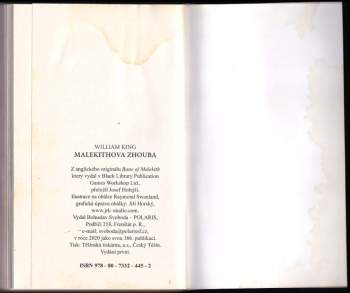 WILLIAM KING
MALEKITHOVA ZHOUBA
Z anglického originálu Bane of Malekith
který vydal v Black Library Publication
Games Workshop Ltd.,
přeložil Josef Hořejší.
Ilustrace na obálce Raymond Swanland,
grafická úprava obálky: Jiří Horský,
www.jrk-studio.com.
Vydal Bohuslav Svoboda - POLARIS,
Podříčí 218, Frenštát p. R.,
e-mail: svoboda@polarissf.cz,
v roce 2020 jako svou 386. publikaci.
Tisk: Těšínská tiskárna, a.s., Český Těšín.
Vydání první.
ISBN 978 - 80 - 7332 - 445 - 2